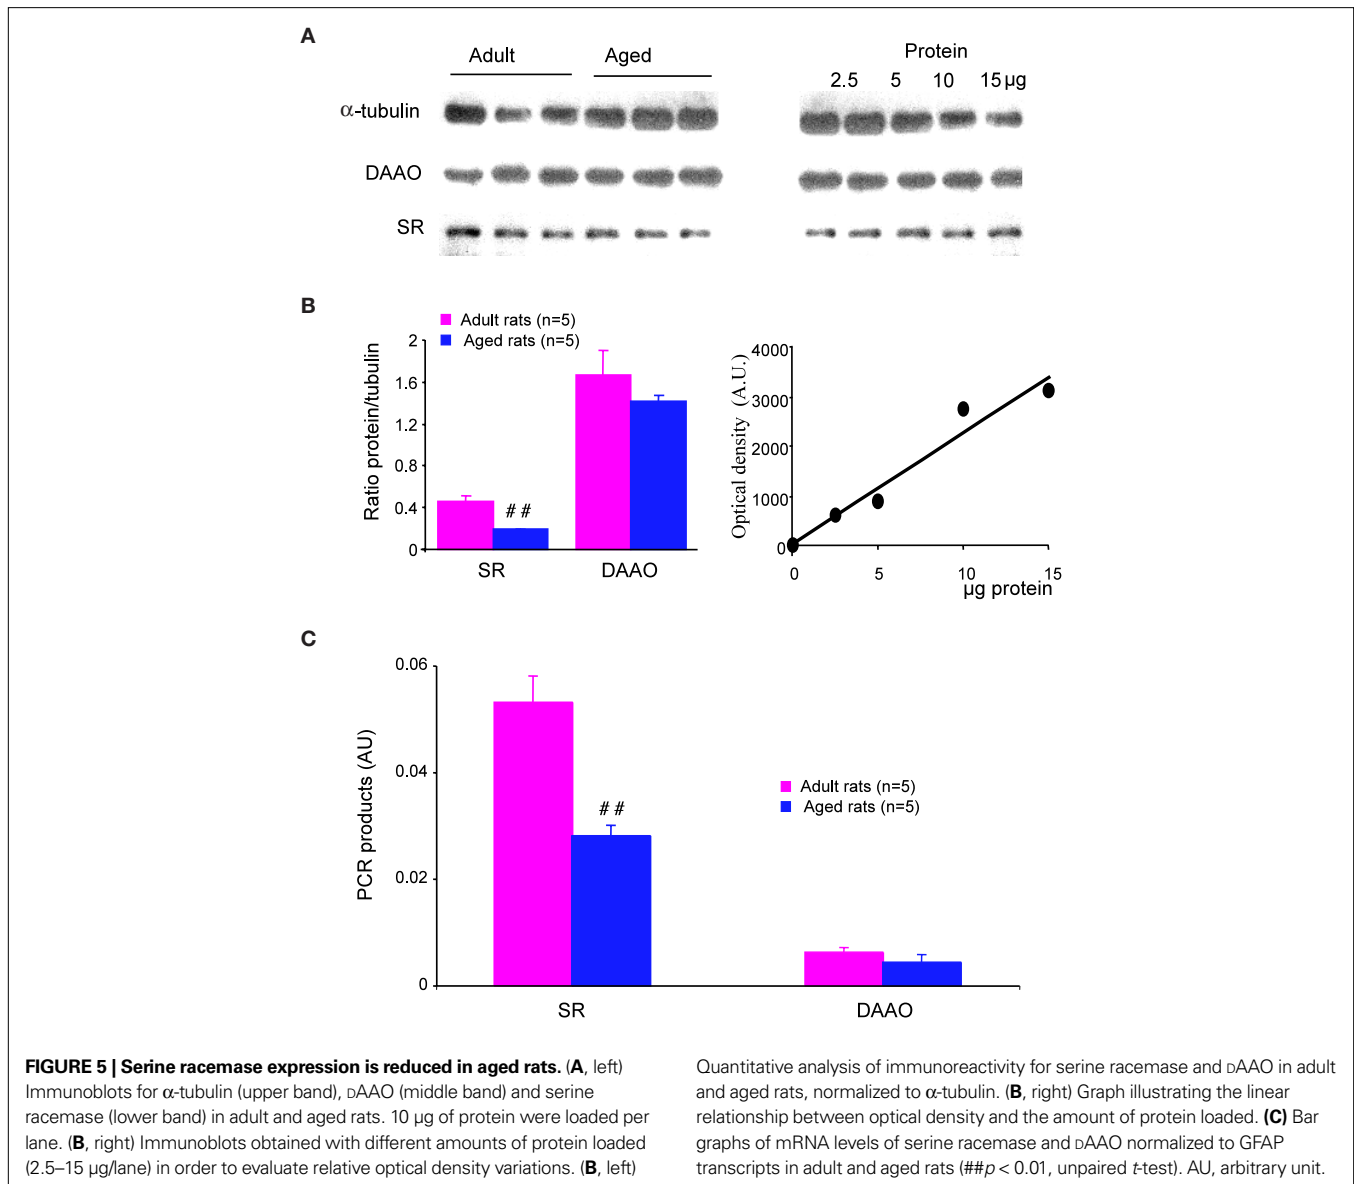 A
Adult
Aged
Protein
2.5 5 10 15 µg
α-tubulin
DAAO
SR
B
Adult rats (n=5)
Aged rats (n=5)
Ratio protein/tubulin
2
1.6
1.2
0.8
0.4
0
##
SR
DAAO
Optical density (A.U.)
4000
3000
2000
1000
0
0 5 10 15
µg protein
C
PCR products (AU)
0.06
0.04
0.02
0
##
Adult rats (n=5)
Aged rats (n=5)
SR
DAAO
FIGURE 5 | Serine racemase expression is reduced in aged rats. (A, left)
Immunoblots for α-tubulin (upper band), DAAO (middle band) and serine
racemase (lower band) in adult and aged rats. 10 µg of protein were loaded per
lane. (B, right) Immunoblots obtained with different amounts of protein loaded
(2.5–15 µg/lane) in order to evaluate relative optical density variations. (B, left)
Quantitative analysis of immunoreactivity for serine racemase and DAAO in adult
and aged rats, normalized to α-tubulin. (B, right) Graph illustrating the linear
relationship between optical density and the amount of protein loaded. (C) Bar
graphs of mRNA levels of serine racemase and DAAO normalized to GFAP
transcripts in adult and aged rats (##p < 0.01, unpaired t-test). AU, arbitrary unit.